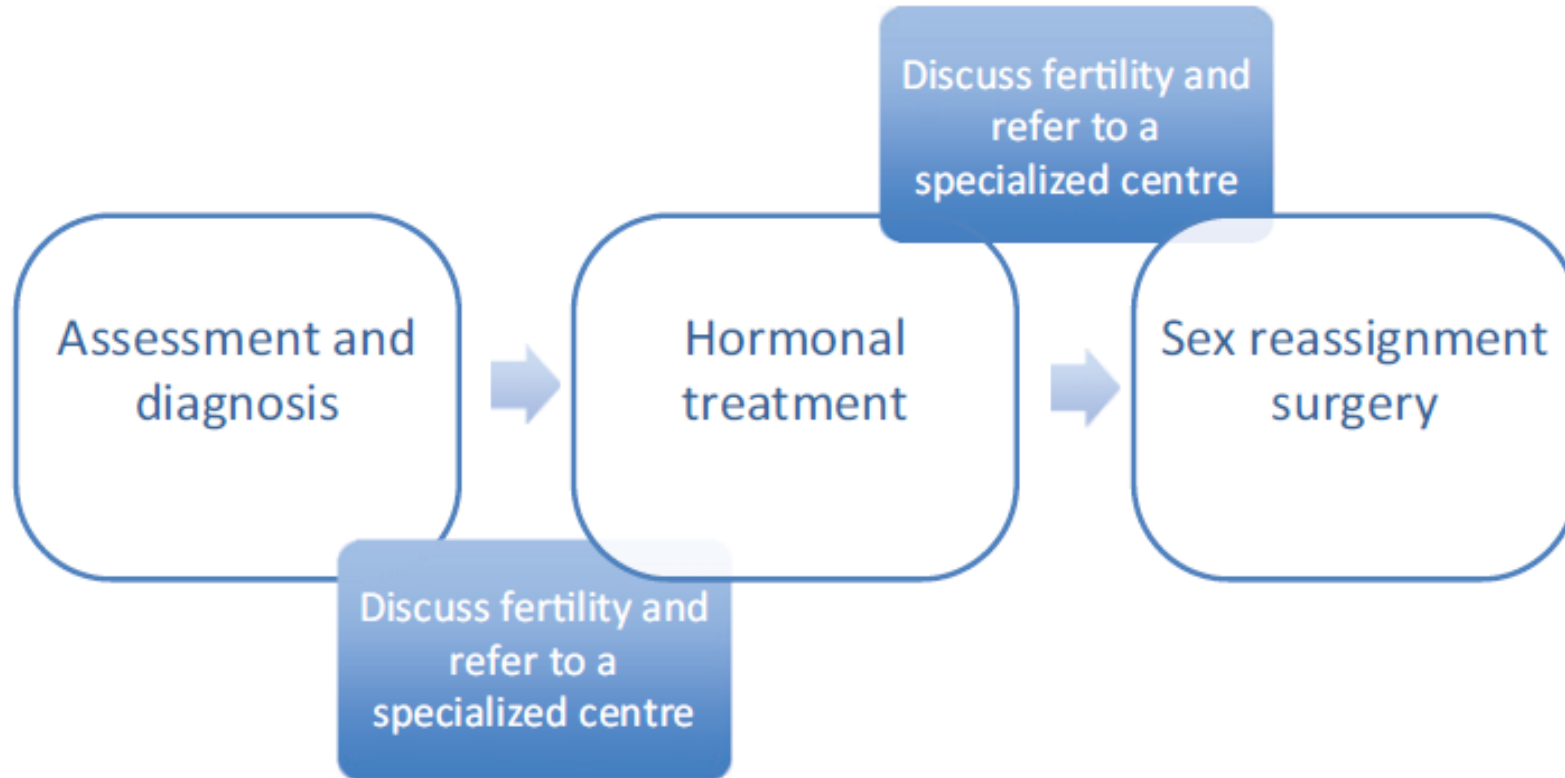 Discuss fertility and
refer to a
specialized centre
Assessment and
diagnosis
Hormonal
treatment
Sex reassignment
surgery
Discuss fertility and
refer to a
specialized centre